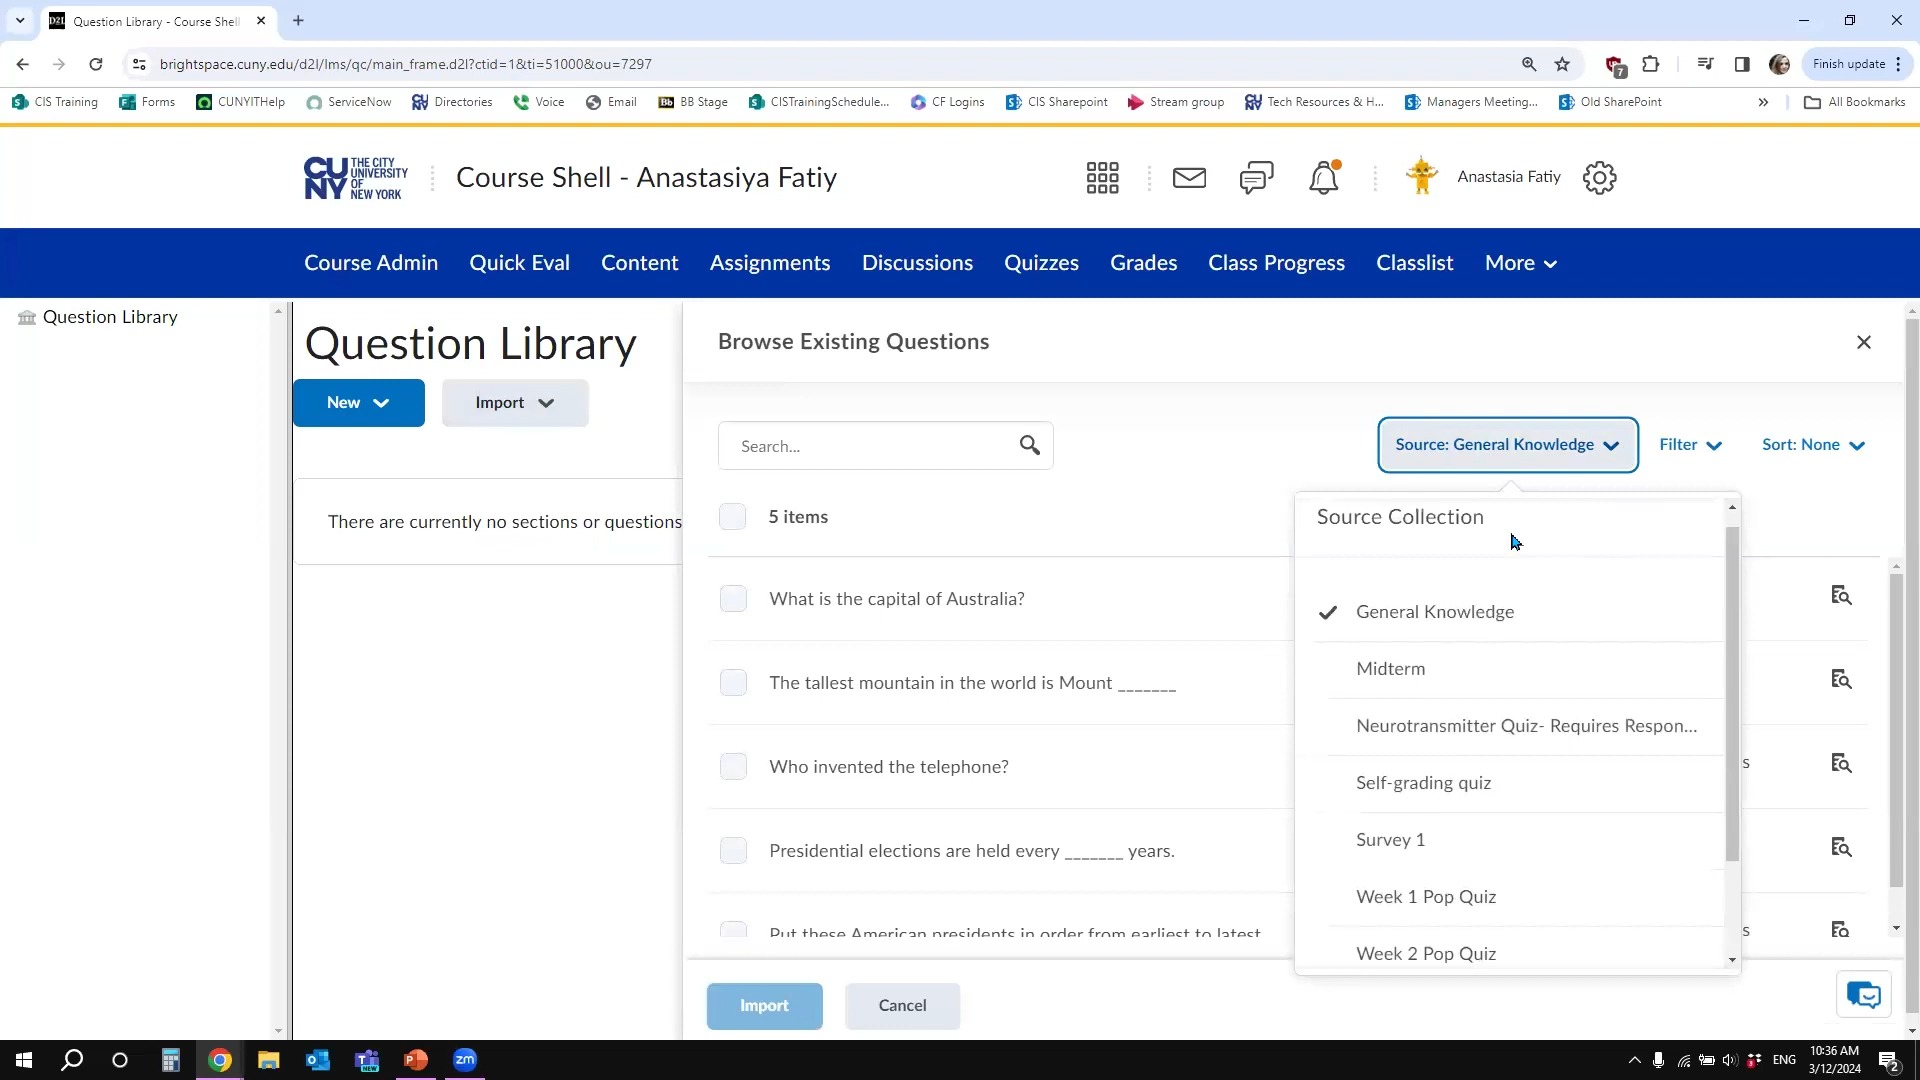 Question Library - Course Shell
brightspace.cuny.edu/d2l/lms/qc/main_frame.d2l?ctid=1&ti=51000&ou=7297
7
Finish update
CIS Training
Forms
CUNYITHelp
ServiceNow
Directories
Voice
Email
BB Stage
CISTrainingSchedule...
CF Logins
CIS Sharepoint
Stream group
Tech Resources & H...
Managers Meeting...
Old SharePoint
»
All Bookmarks
CUNY THE CITY UNIVERSITY OF NEW YORK
Course Shell - Anastasiya Fatiy
Anastasia Fatiy
Course Admin
Quick Eval
Content
Assignments
Discussions
Quizzes
Grades
Class Progress
Classlist
More
Question Library
Question Library
New
Import
There are currently no sections or questions
Browse Existing Questions
Search...
Source: General Knowledge
Filter
Sort: None
5 items
What is the capital of Australia?
The tallest mountain in the world is Mount _______
Who invented the telephone?
s
Presidential elections are held every _______ years.
Put these American presidents in order from earliest to latest
s
Source Collection
General Knowledge
Midterm
Neurotransmitter Quiz- Requires Respon...
Self-grading quiz
Survey 1
Week 1 Pop Quiz
Week 2 Pop Quiz
Import
Cancel
NEW
zm
ENG
10:36 AM
3/12/2024
2